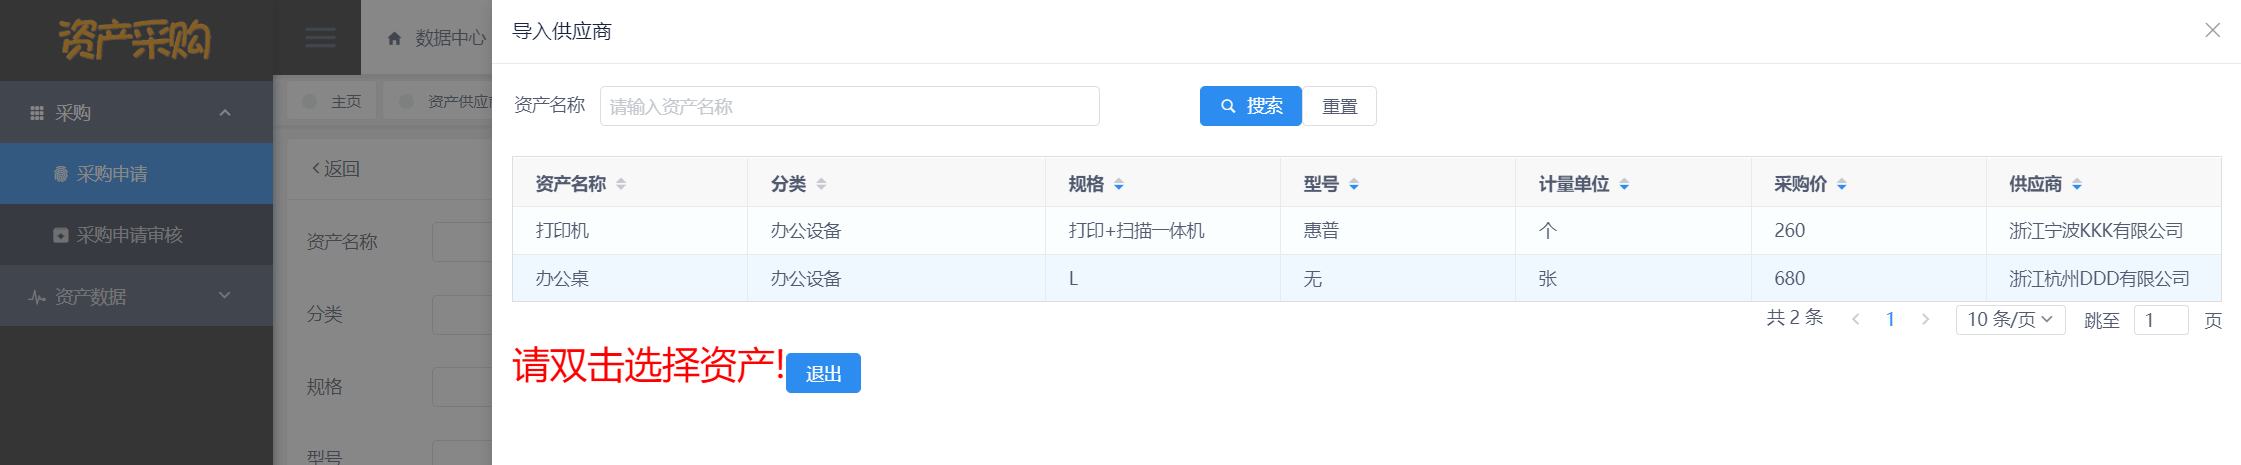 资产采购
数据中心
导入供应商
采购
主页
资产供应商
资产名称
请输入资产名称
搜索
重置
采购申请
返回
资产名称 分类 规格 型号 计量单位 采购价 供应商
采购申请审核
资产名称
打印机 办公设备 打印+扫描一体机 惠普 个 260 浙江宁波KKK有限公司
资产数据
办公桌 办公设备 L 无 张 680 浙江杭州DDD有限公司
分类
共 2 条 1 10 条/页 跳至 1 页
请双击选择资产!
退出
规格
型号